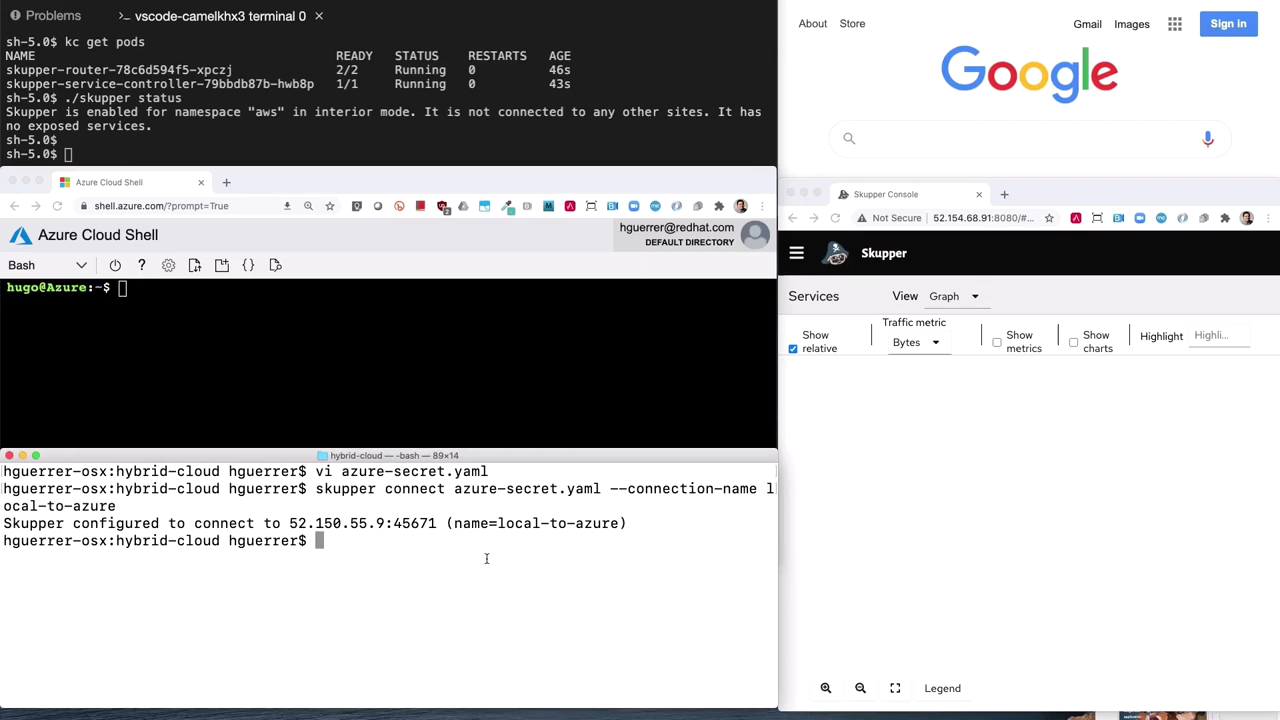 Problems
>_ vscode-camelkhx3 terminal 0 ×
sh-5.0$ kc get pods
NAME READY STATUS RESTARTS AGE
skupper-router-78c6d594f5-xpczj 2/2 Running 0 46s
skupper-service-controller-79bbdb87b-hwb8p 1/1 Running 0 43s
sh-5.0$ ./skupper status
Skupper is enabled for namespace "aws" in interior mode. It is not connected to any other sites. It has
no exposed services.
sh-5.0$
sh-5.0$
Azure Cloud Shell
shell.azure.com/?prompt=True
Azure Cloud Shell
hguerrer@redhat.com
DEFAULT DIRECTORY
Bash
hugo@Azure:~$
hybrid-cloud — -bash — 89×14
hguerrer-osx:hybrid-cloud hguerrer$ vi azure-secret.yaml
hguerrer-osx:hybrid-cloud hguerrer$ skupper connect azure-secret.yaml --connection-name l
ocal-to-azure
Skupper configured to connect to 52.150.55.9:45671 (name=local-to-azure)
hguerrer-osx:hybrid-cloud hguerrer$
About Store Gmail Images Sign in
Google
Skupper Console
Not Secure 52.154.68.91:8080/#...
Skupper
Services View Graph
Show relative
Traffic metric
Bytes
Show metrics
Show charts
Highlight Highli...
Legend